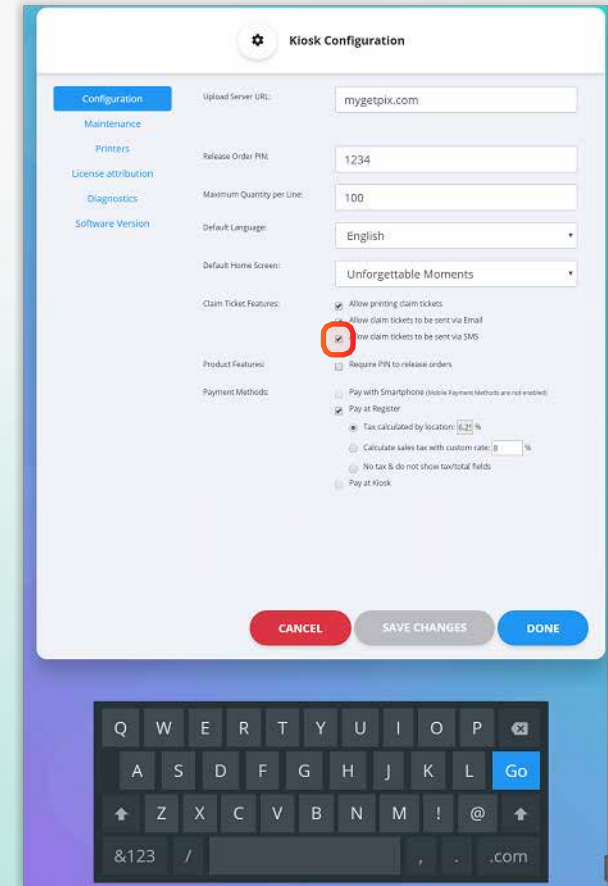 Kiosk Configuration
Configuration
Maintenance
Printers
License attribution
Diagnostics
Software Version
Upload Server URL:
mygetpix.com
Release Order PIN:
1234
Maximum Quantity per Line:
100
Default Language:
English
Default Home Screen:
Unforgettable Moments
Claim Ticket Features:
Allow printing claim tickets
Allow claim tickets to be sent via Email
Allow claim tickets to be sent via SMS
Product Features:
Require PIN to release orders
Payment Methods:
Pay with Smartphone (Mobile Payment Methods are not enabled)
Pay at Register
Tax calculated by location: 6.25 %
Calculate sales tax with custom rate: 8 %
No tax & do not show tax/total fields
Pay at Kiosk
CANCEL
SAVE CHANGES
DONE
Q W E R T Y U I O P
A S D F G H J K L Go
Z X C V B N M ! @
&123 / , . .com